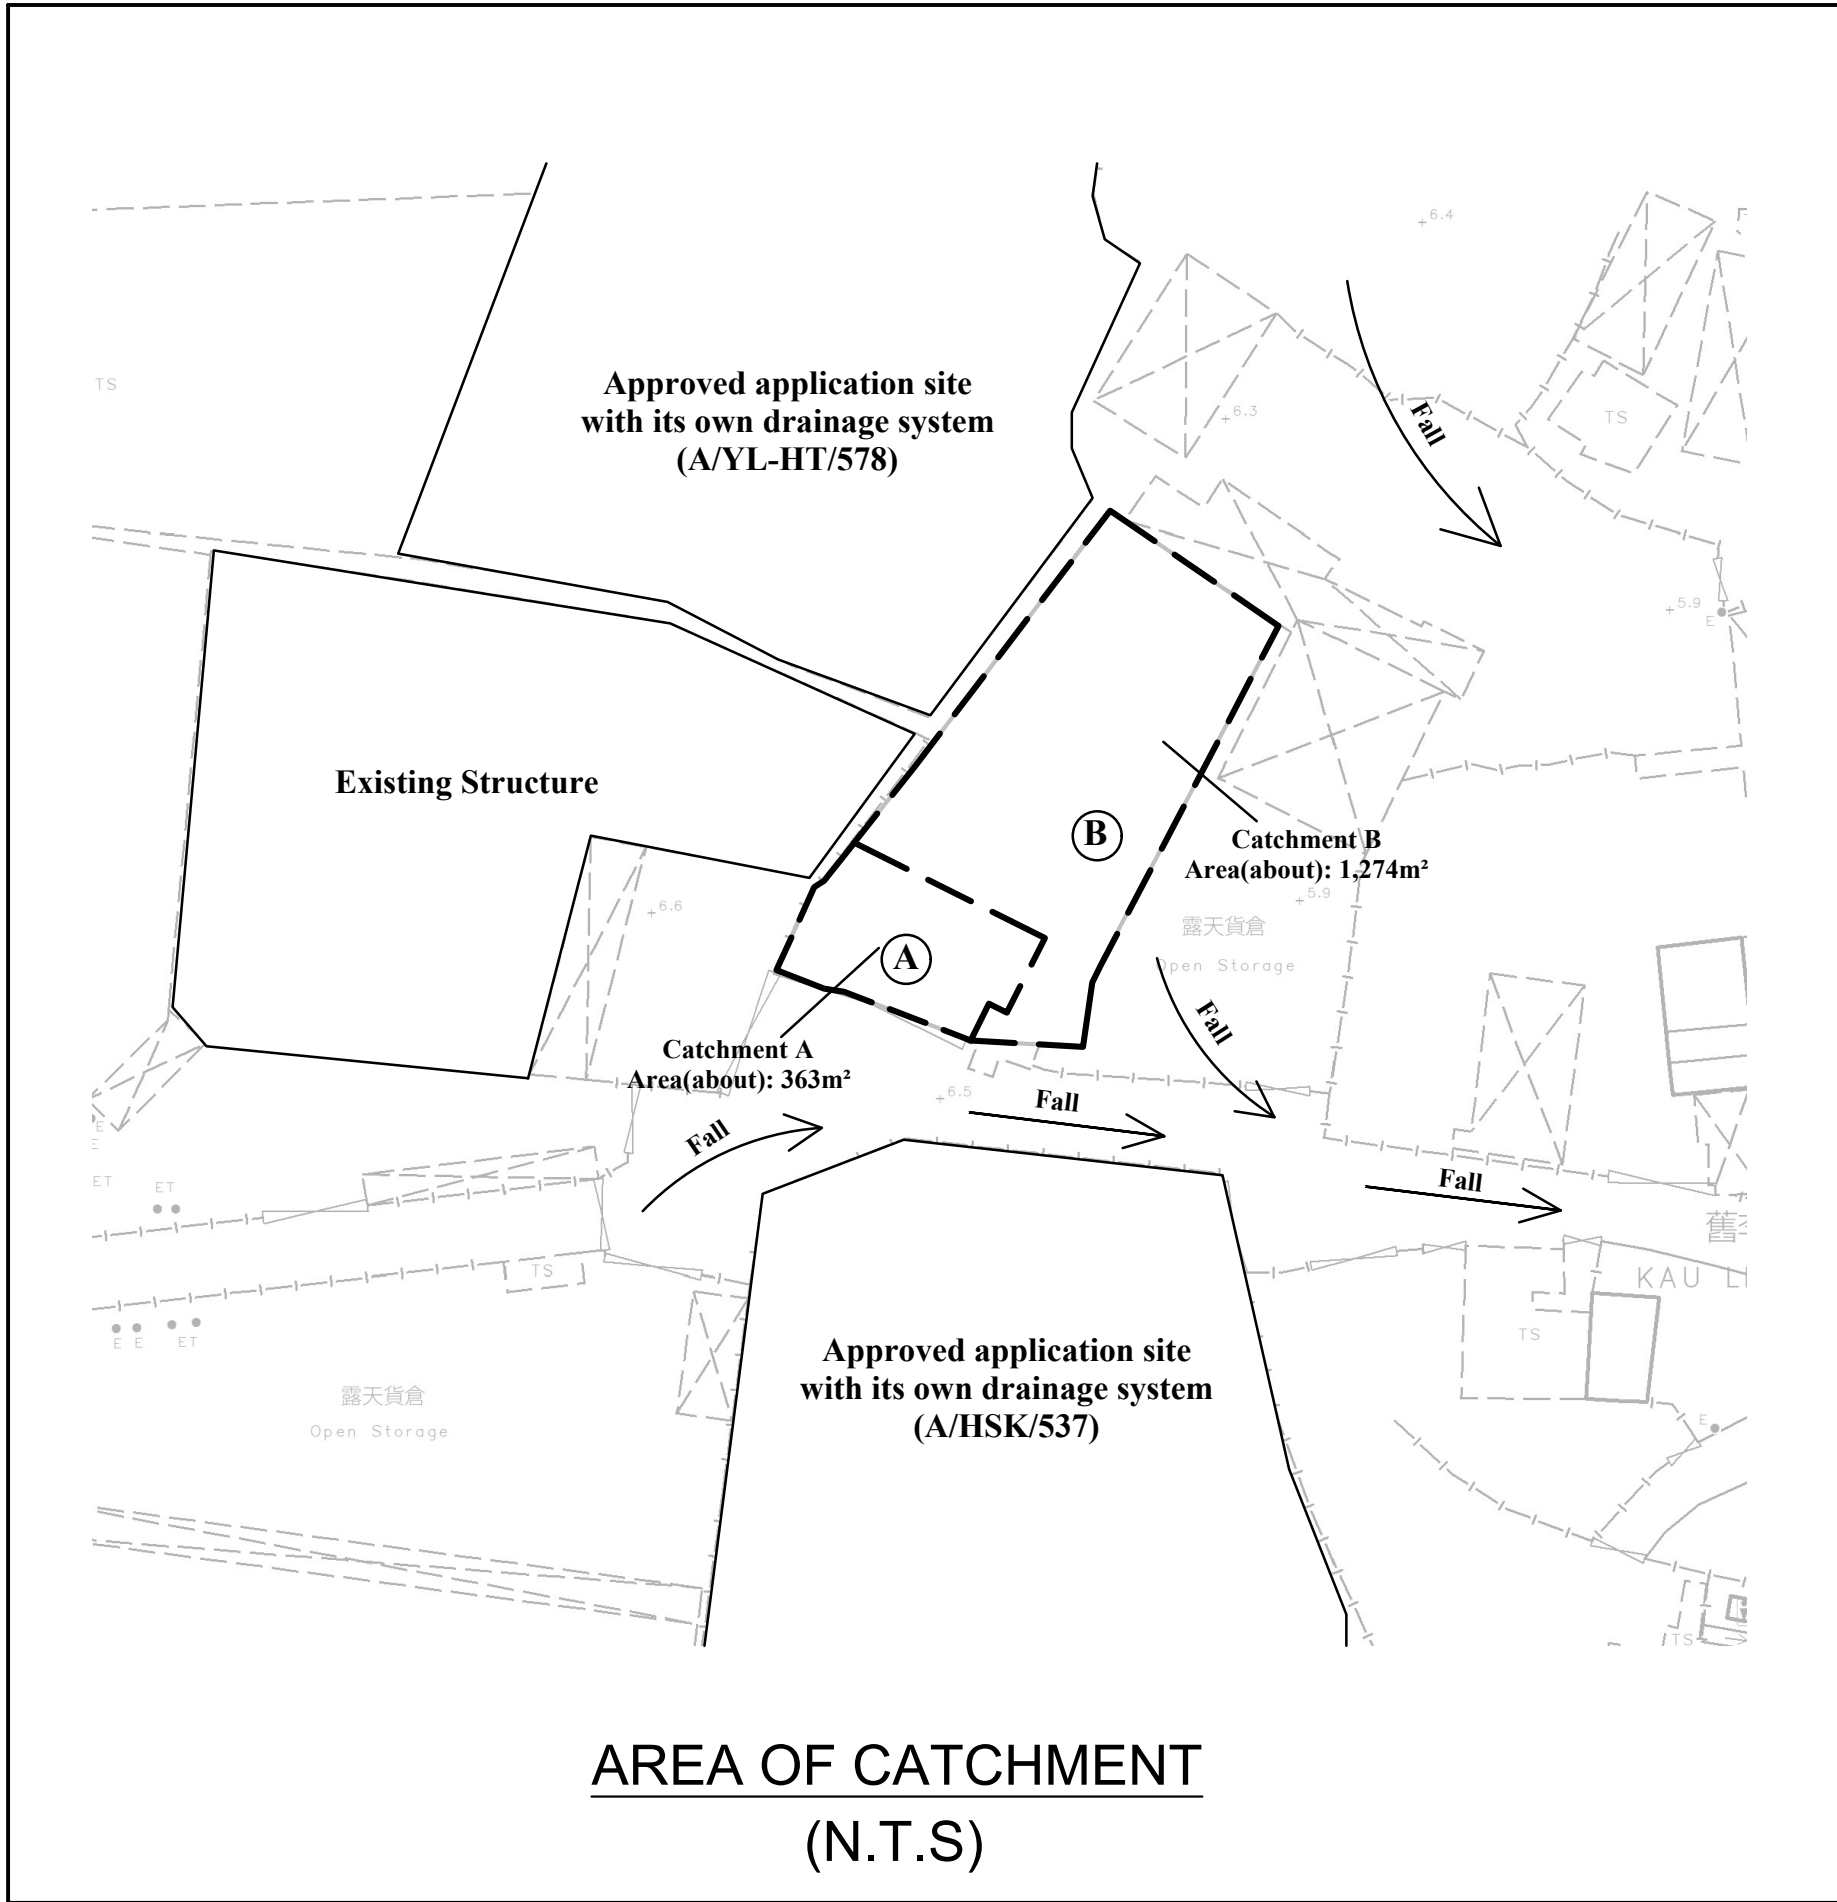 6.4
TS
Approved application site
with its own drainage system
(A/YL-HT/578)
6.3
Fall
TS
5.9
E
Existing Structure
B
Catchment B
Area(about): 1,274m²
5.9
6.6
露天貨倉
Open Storage
A
Fall
Catchment A
Area(about): 363m²
6.5
Fall
Fall
E
E
ET
ET
Fall
舊
KAU L
TS
TS
E E ET
Approved application site
with its own drainage system
(A/HSK/537)
露天貨倉
Open Storage
E
TS
AREA OF CATCHMENT
(N.T.S)